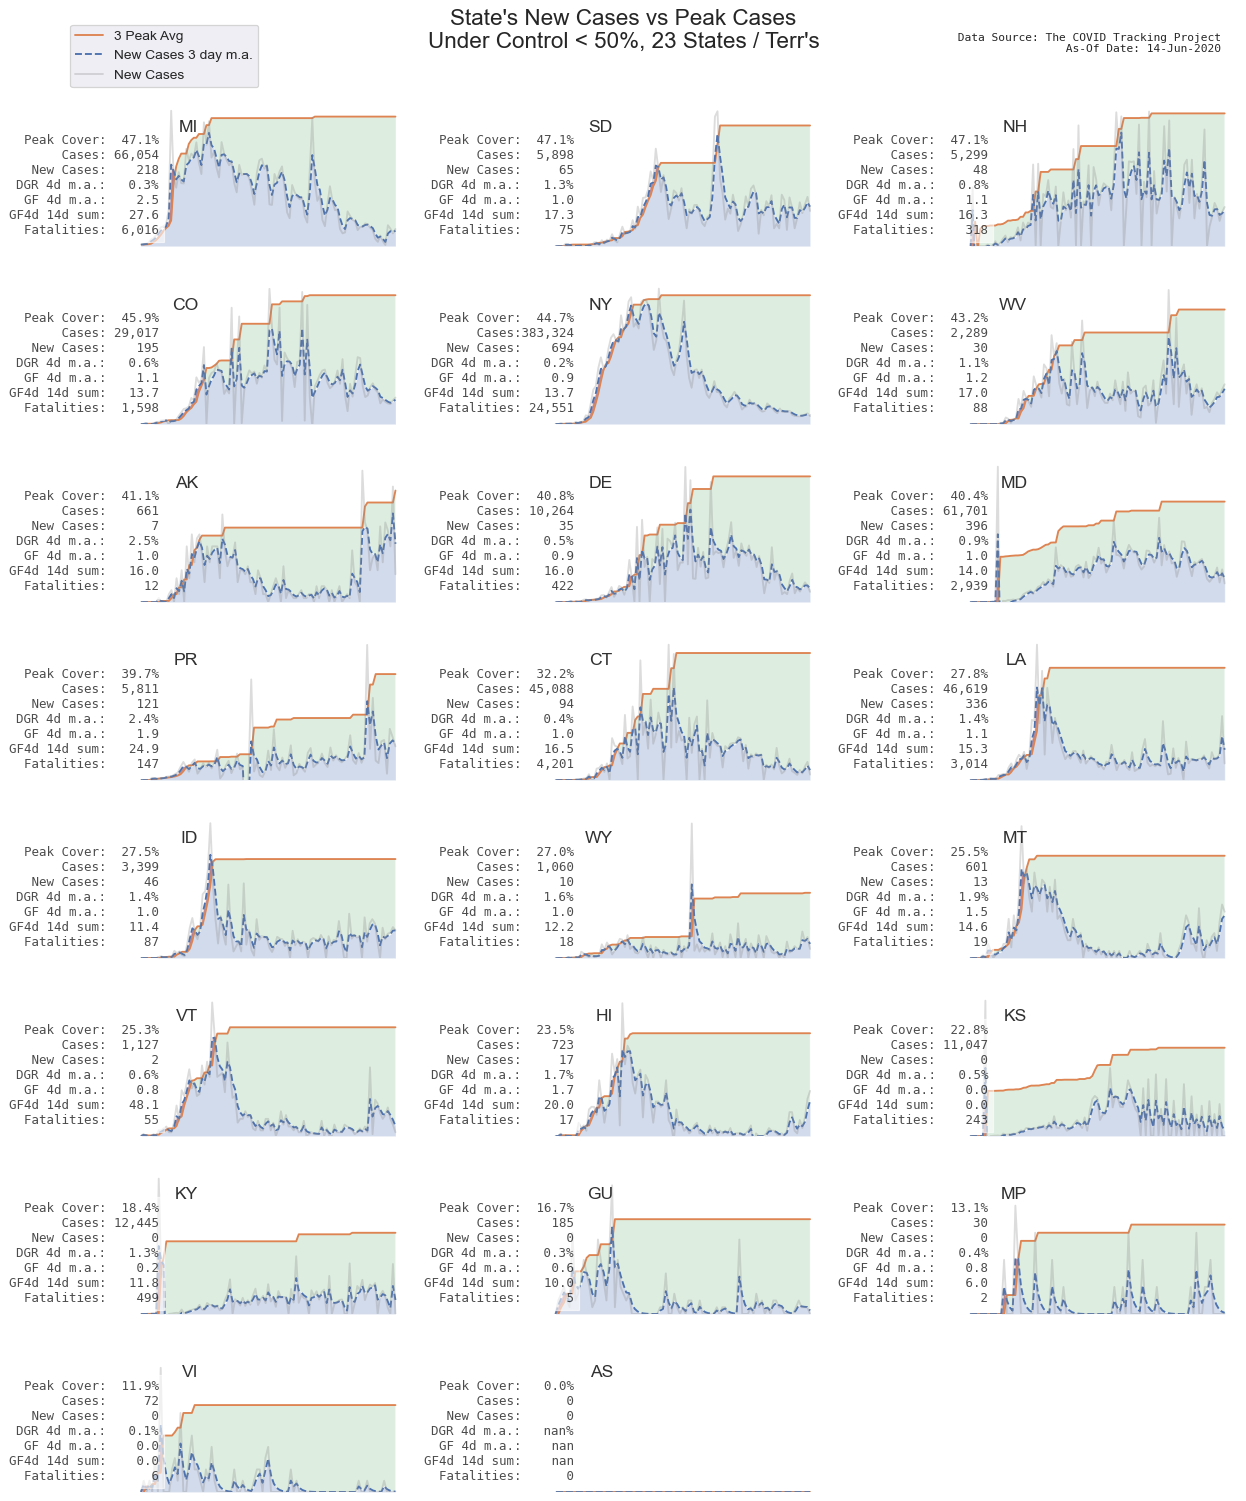 State's New Cases vs Peak Cases
Under Control < 50%, 23 States / Terr's
3 Peak Avg
New Cases 3 day m.a.
New Cases
Data Source: The COVID Tracking Project
As-Of Date: 14-Jun-2020
MI
Peak Cover: 47.1%
Cases: 66,054
New Cases: 218
DGR 4d m.a.: 0.3%
GF 4d m.a.: 2.5
GF4d 14d sum: 27.6
Fatalities: 6,016
SD
Peak Cover: 47.1%
Cases: 5,898
New Cases: 65
DGR 4d m.a.: 1.3%
GF 4d m.a.: 1.0
GF4d 14d sum: 17.3
Fatalities: 75
NH
Peak Cover: 47.1%
Cases: 5,299
New Cases: 48
DGR 4d m.a.: 0.8%
GF 4d m.a.: 1.1
GF4d 14d sum: 16.3
Fatalities: 318
CO
Peak Cover: 45.9%
Cases: 29,017
New Cases: 195
DGR 4d m.a.: 0.6%
GF 4d m.a.: 1.1
GF4d 14d sum: 13.7
Fatalities: 1,598
NY
Peak Cover: 44.7%
Cases:383,324
New Cases: 694
DGR 4d m.a.: 0.2%
GF 4d m.a.: 0.9
GF4d 14d sum: 13.7
Fatalities: 24,551
WV
Peak Cover: 43.2%
Cases: 2,289
New Cases: 30
DGR 4d m.a.: 1.1%
GF 4d m.a.: 1.2
GF4d 14d sum: 17.0
Fatalities: 88
AK
Peak Cover: 41.1%
Cases: 661
New Cases: 7
DGR 4d m.a.: 2.5%
GF 4d m.a.: 1.0
GF4d 14d sum: 16.0
Fatalities: 12
DE
Peak Cover: 40.8%
Cases: 10,264
New Cases: 35
DGR 4d m.a.: 0.5%
GF 4d m.a.: 0.9
GF4d 14d sum: 16.0
Fatalities: 422
MD
Peak Cover: 40.4%
Cases: 61,701
New Cases: 396
DGR 4d m.a.: 0.9%
GF 4d m.a.: 1.0
GF4d 14d sum: 14.0
Fatalities: 2,939
PR
Peak Cover: 39.7%
Cases: 5,811
New Cases: 121
DGR 4d m.a.: 2.4%
GF 4d m.a.: 1.9
GF4d 14d sum: 24.9
Fatalities: 147
CT
Peak Cover: 32.2%
Cases: 45,088
New Cases: 94
DGR 4d m.a.: 0.4%
GF 4d m.a.: 1.0
GF4d 14d sum: 16.5
Fatalities: 4,201
LA
Peak Cover: 27.8%
Cases: 46,619
New Cases: 336
DGR 4d m.a.: 1.4%
GF 4d m.a.: 1.1
GF4d 14d sum: 15.3
Fatalities: 3,014
ID
Peak Cover: 27.5%
Cases: 3,399
New Cases: 46
DGR 4d m.a.: 1.4%
GF 4d m.a.: 1.0
GF4d 14d sum: 11.4
Fatalities: 87
WY
Peak Cover: 27.0%
Cases: 1,060
New Cases: 10
DGR 4d m.a.: 1.6%
GF 4d m.a.: 1.0
GF4d 14d sum: 12.2
Fatalities: 18
MT
Peak Cover: 25.5%
Cases: 601
New Cases: 13
DGR 4d m.a.: 1.9%
GF 4d m.a.: 1.5
GF4d 14d sum: 14.6
Fatalities: 19
VT
Peak Cover: 25.3%
Cases: 1,127
New Cases: 2
DGR 4d m.a.: 0.6%
GF 4d m.a.: 0.8
GF4d 14d sum: 48.1
Fatalities: 55
HI
Peak Cover: 23.5%
Cases: 723
New Cases: 17
DGR 4d m.a.: 1.7%
GF 4d m.a.: 1.7
GF4d 14d sum: 20.0
Fatalities: 17
KS
Peak Cover: 22.8%
Cases: 11,047
New Cases: 0
DGR 4d m.a.: 0.5%
GF 4d m.a.: 0.0
GF4d 14d sum: 0.0
Fatalities: 243
KY
Peak Cover: 18.4%
Cases: 12,445
New Cases: 0
DGR 4d m.a.: 1.3%
GF 4d m.a.: 0.2
GF4d 14d sum: 11.8
Fatalities: 499
GU
Peak Cover: 16.7%
Cases: 185
New Cases: 0
DGR 4d m.a.: 0.3%
GF 4d m.a.: 0.6
GF4d 14d sum: 10.0
Fatalities: 5
MP
Peak Cover: 13.1%
Cases: 30
New Cases: 0
DGR 4d m.a.: 0.4%
GF 4d m.a.: 0.8
GF4d 14d sum: 6.0
Fatalities: 2
VI
Peak Cover: 11.9%
Cases: 72
New Cases: 0
DGR 4d m.a.: 0.1%
GF 4d m.a.: 0.0
GF4d 14d sum: 0.0
Fatalities: 6
AS
Peak Cover: 0.0%
Cases: 0
New Cases: 0
DGR 4d m.a.: nan%
GF 4d m.a.: nan
GF4d 14d sum: nan
Fatalities: 0